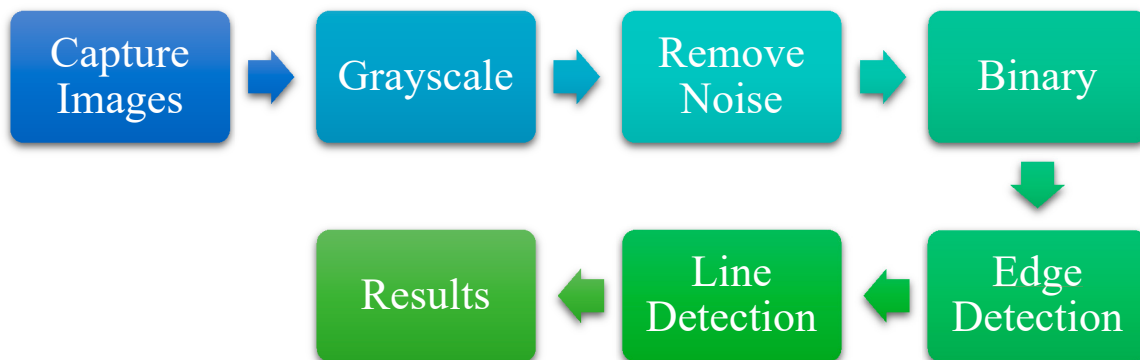 Capture
Images
Grayscale
Remove
Noise
Binary
Edge
Detection
Line
Detection
Results